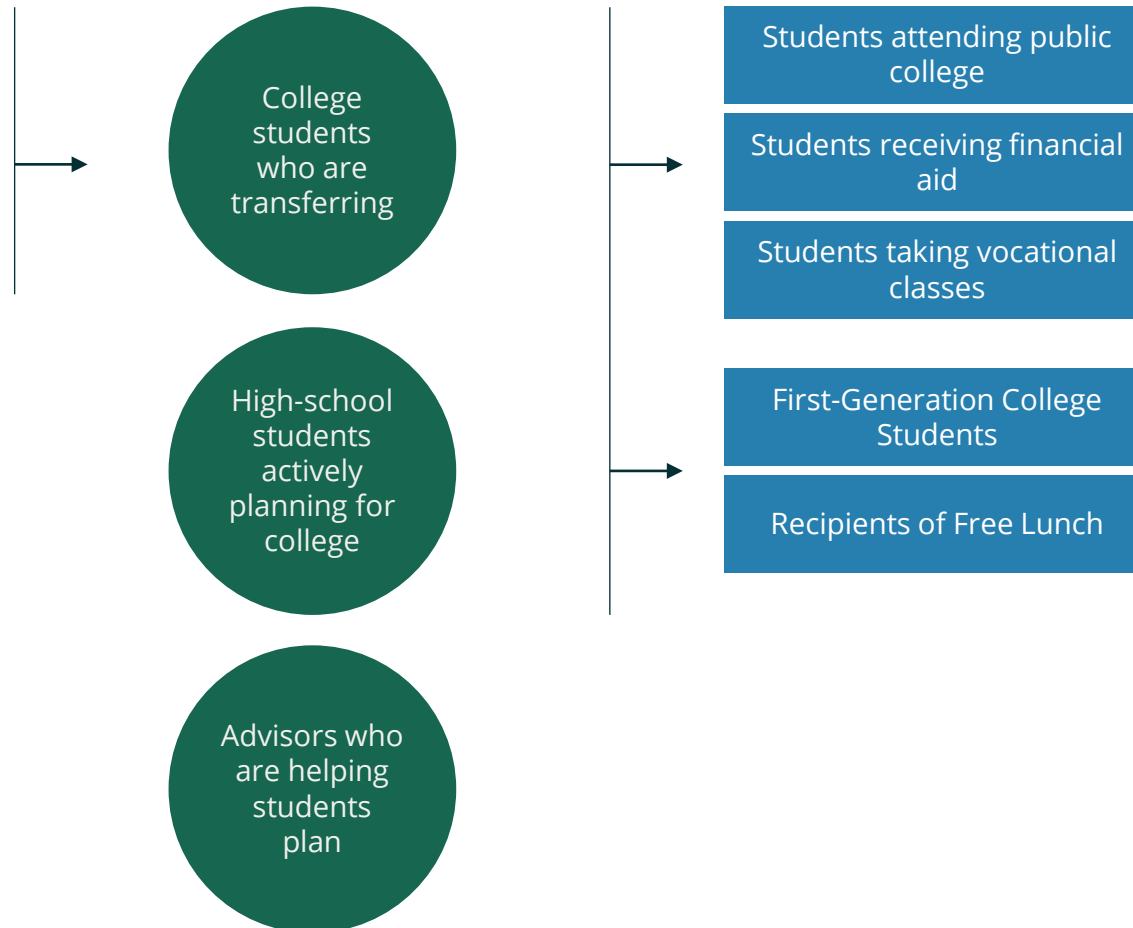 College
students
who are
transferring
High-school
students
actively
planning for
college
Advisors who
are helping
students
plan
Students attending public
college
Students receiving financial
aid
Students taking vocational
classes
First-Generation College
Students
Recipients of Free Lunch